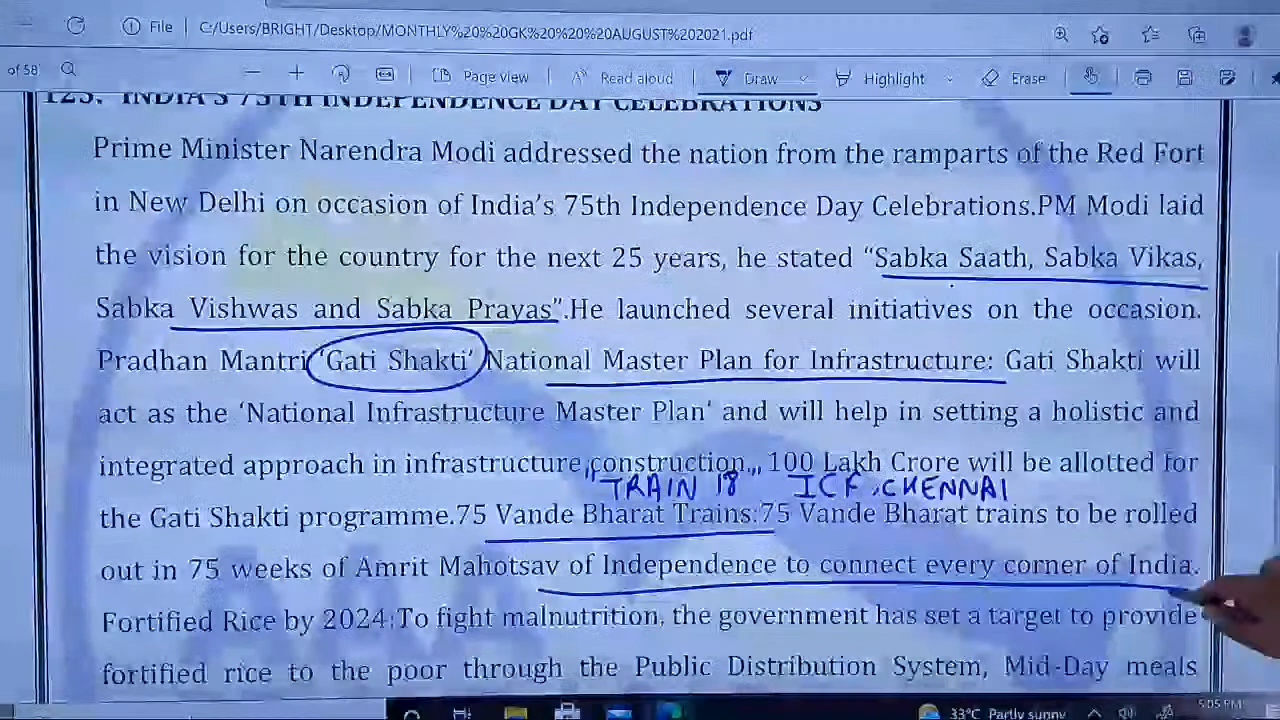 File C:/Users/BRIGHT/Desktop/MONTHLY%20%20GK%20%20%20AUGUST%202021.pdf
of 58 Page view Read aloud Draw Highlight Erase
123. INDIA'S 75TH INDEPENDENCE DAY CELEBRATIONS
Prime Minister Narendra Modi addressed the nation from the ramparts of the Red Fort
in New Delhi on occasion of India's 75th Independence Day Celebrations.PM Modi laid
the vision for the country for the next 25 years, he stated "Sabka Saath, Sabka Vikas,
Sabka Vishwas and Sabka Prayas".He launched several initiatives on the occasion.
Pradhan Mantri 'Gati Shakti' National Master Plan for Infrastructure: Gati Shakti will
act as the 'National Infrastructure Master Plan' and will help in setting a holistic and
integrated approach in infrastructure construction. 100 Lakh Crore will be allotted for
"TRAIN 18" ICF, CHENNAI
the Gati Shakti programme.75 Vande Bharat Trains:75 Vande Bharat trains to be rolled
out in 75 weeks of Amrit Mahotsav of Independence to connect every corner of India.
Fortified Rice by 2024:To fight malnutrition, the government has set a target to provide
fortified rice to the poor through the Public Distribution System, Mid-Day meals
33°C Partly sunny 5:05 PM